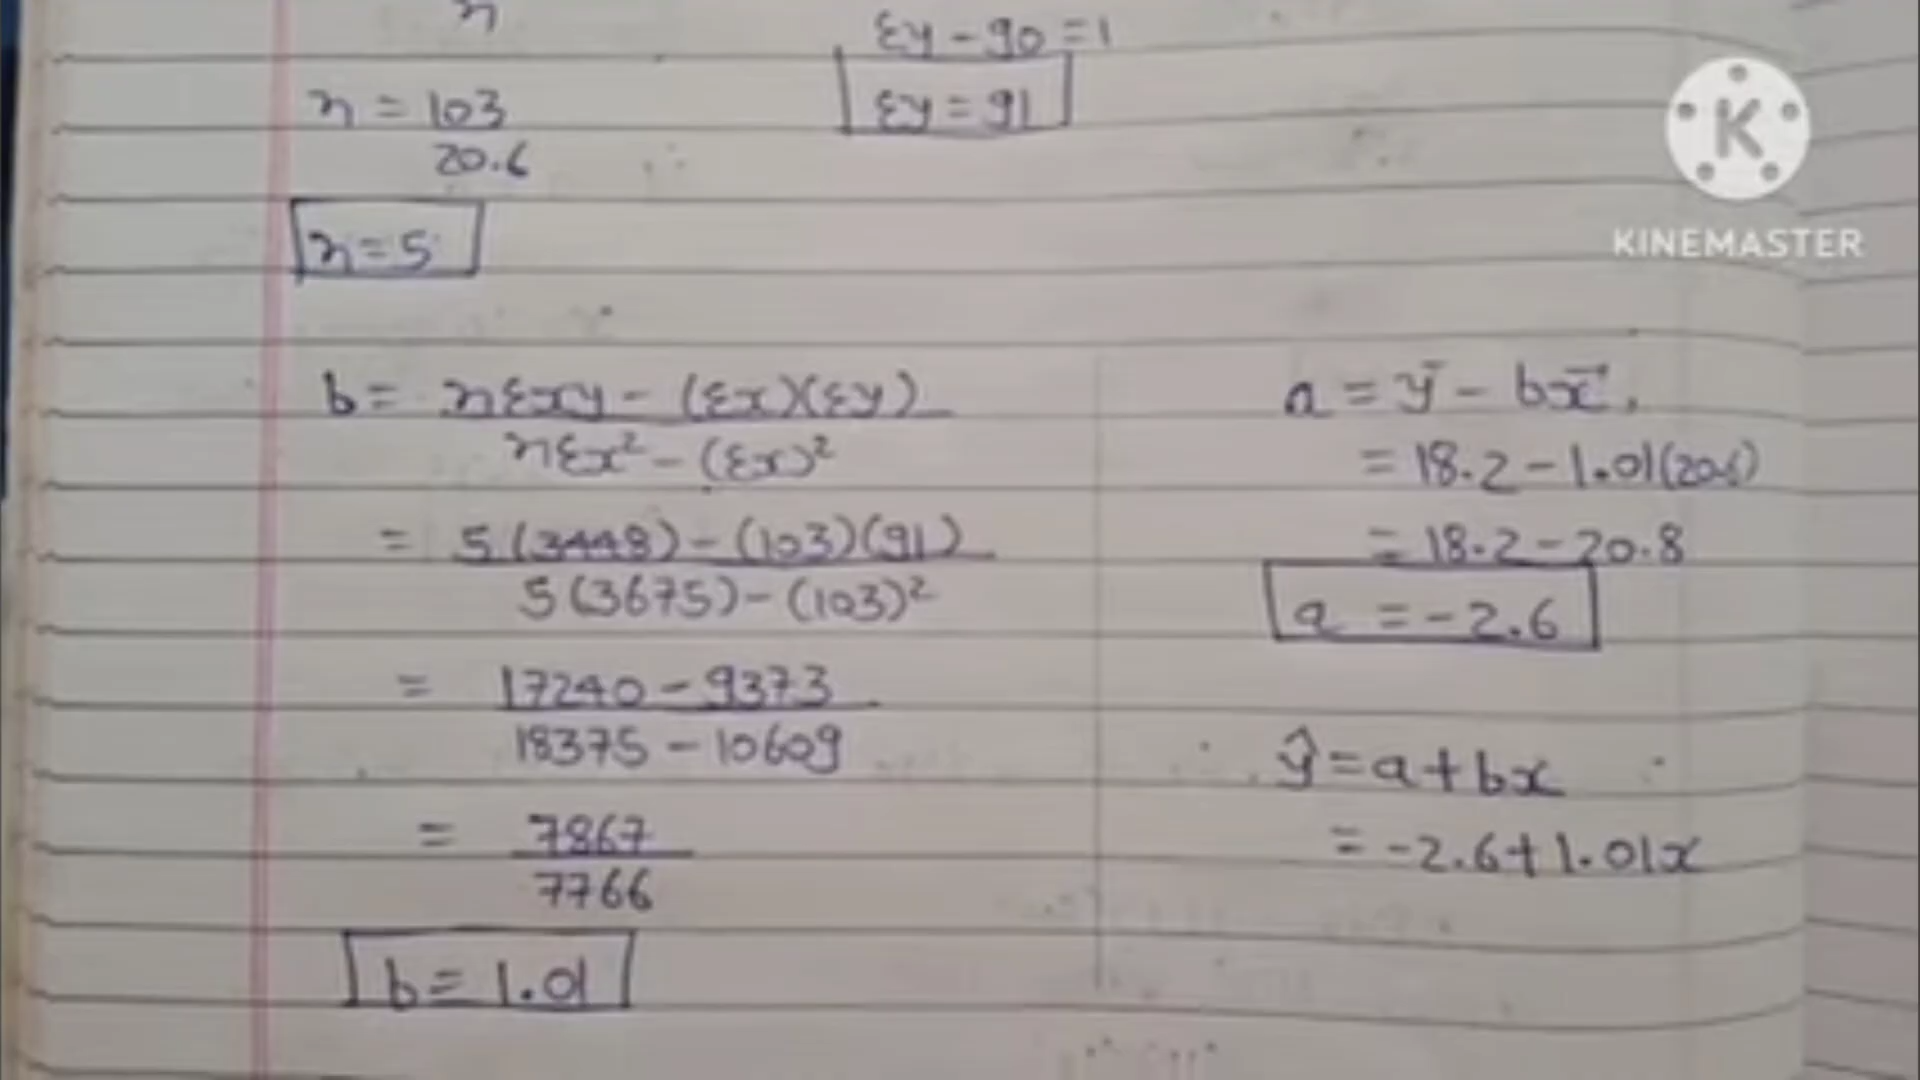 n
n = 103
20.6
n = 5
Σy - 90 = 1
Σy = 91
b = nΣxy - (Σx)(Σy)
nΣx² - (Σx)²
= 5(3448) - (103)(91)
5(3675) - (103)²
= 17240 - 9373
18375 - 10609
= 7867
7766
b = 1.01
a = ȳ - bx̄
= 18.2 - 1.01(20.6)
= 18.2 - 20.8
a = -2.6
ŷ = a + bx
= -2.6 + 1.01x
K
KINEMASTER